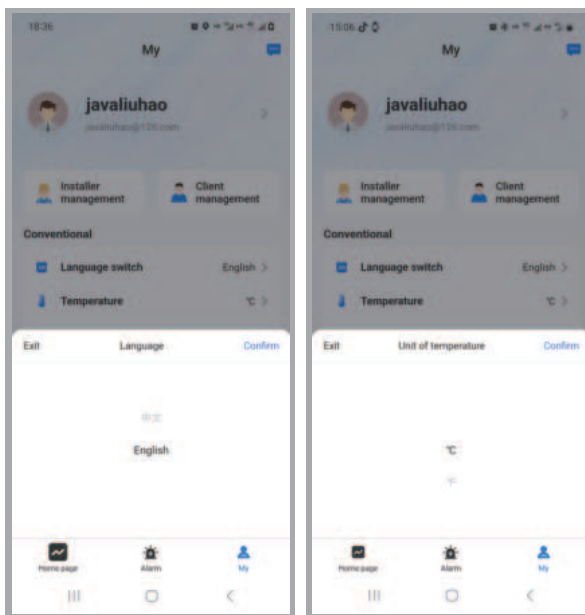 18:36
My
javaliuhao
javaliuhao@126.com
Installer management
Client management
Conventional
Language switch
English
Temperature
℃
Exit
Language
Confirm
中文
English
Home page
Alarm
My
15:06
My
javaliuhao
javaliuhao@126.com
Installer management
Client management
Conventional
Language switch
English
Temperature
℃
Exit
Unit of temperature
Confirm
℃
℉
Home page
Alarm
My